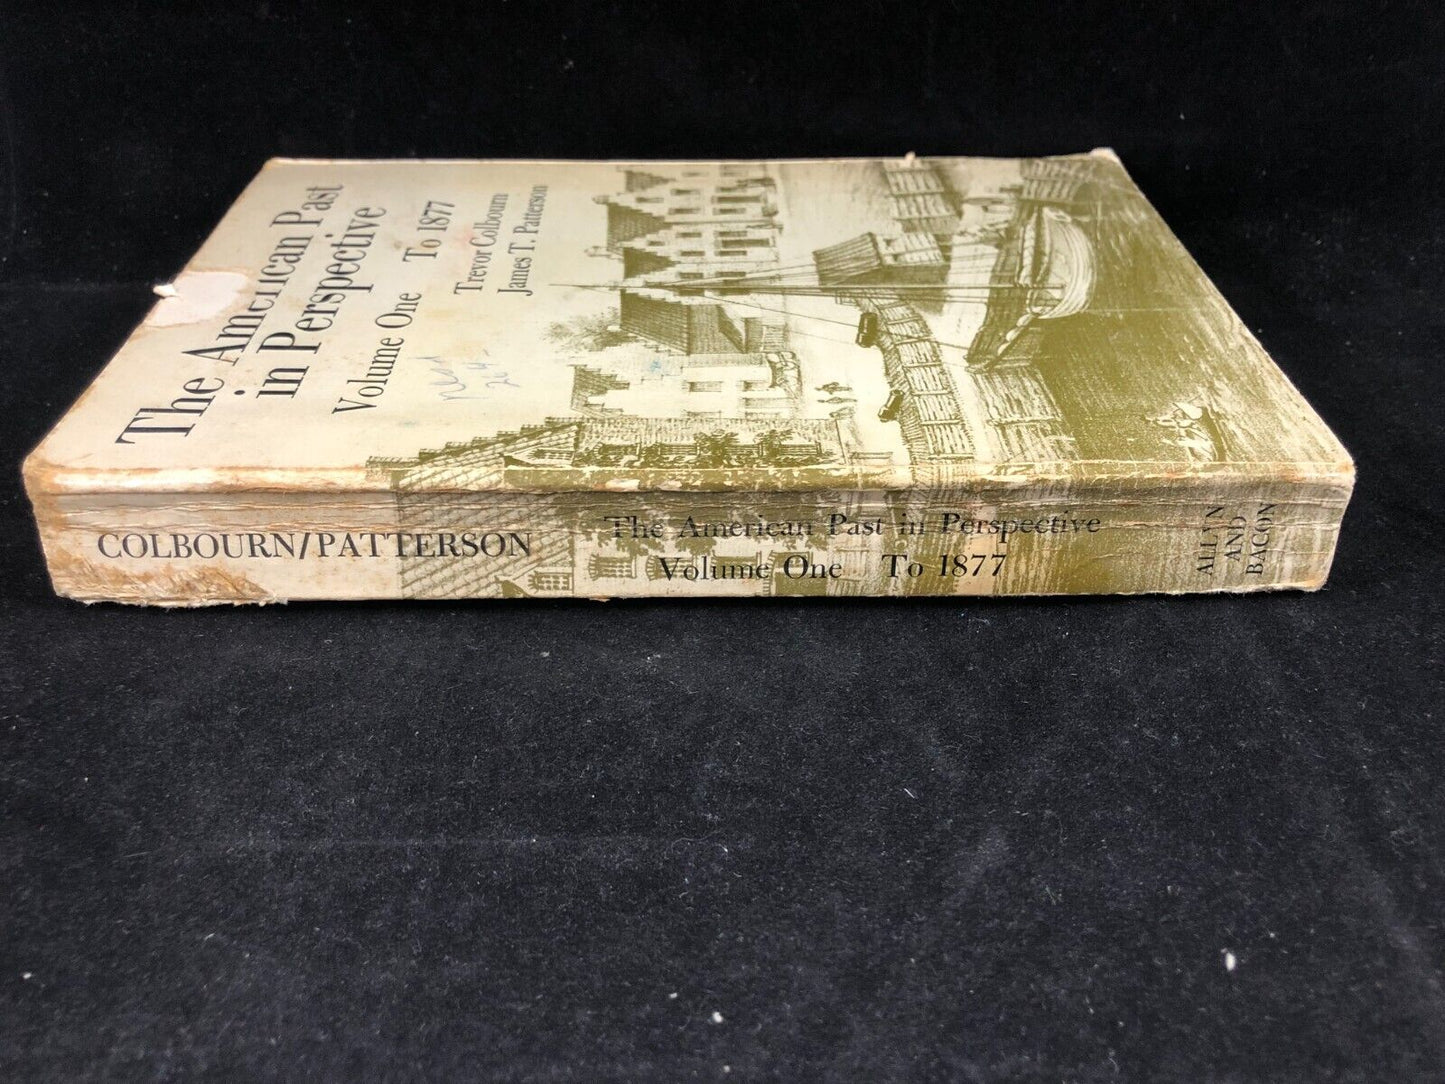 The American Past
in Perspective
Volume One To 1877
Trevor Colbourn
James T. Patterson
COLBOURN/PATTERSON
The American Past in Perspective
Volume One To 1877
ALLYN
AND
BACON